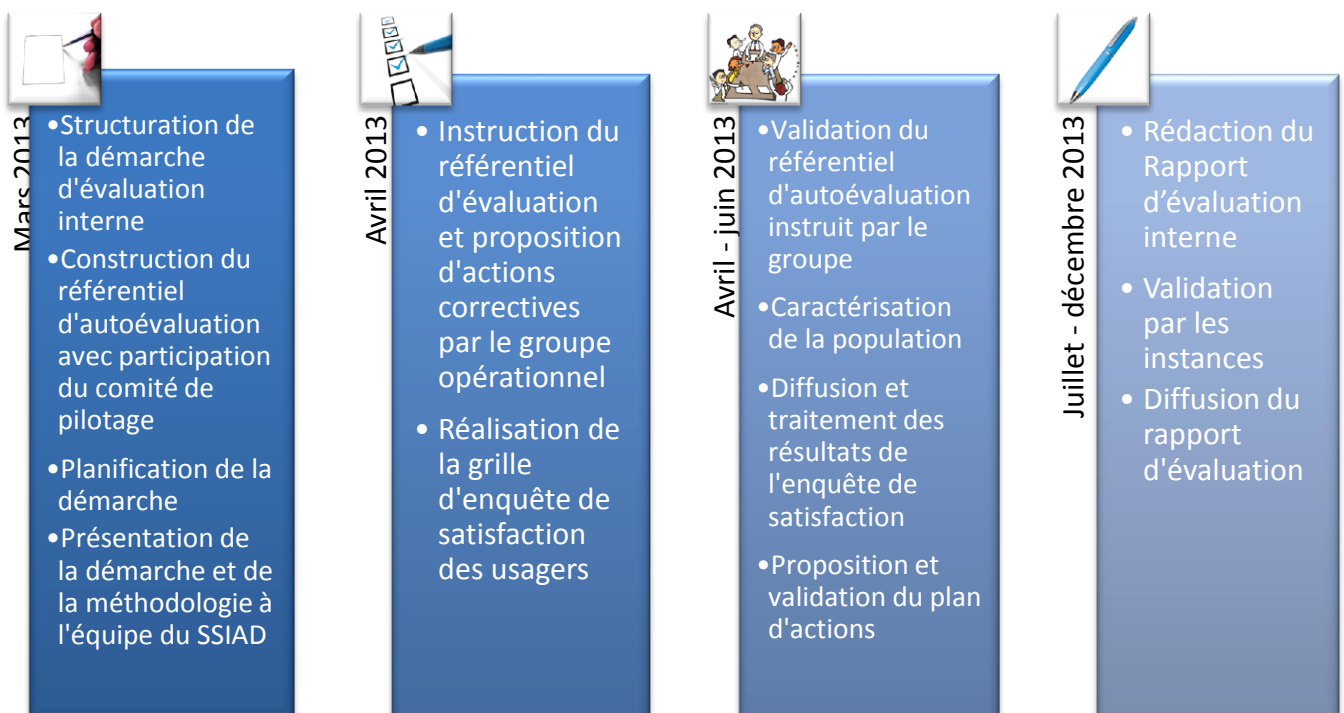 Mars 2013
•Structuration de
la démarche
d'évaluation
interne
•Construction du
référentiel
d'autoévaluation
avec participation
du comité de
pilotage
•Planification de la
démarche
•Présentation de
la démarche et de
la méthodologie à
l'équipe du SSIAD
Avril 2013
• Instruction du
référentiel
d'évaluation
et proposition
d'actions
correctives
par le groupe
opérationnel
• Réalisation de
la grille
d'enquête de
satisfaction
des usagers
Avril - juin 2013
•Validation du
référentiel
d'autoévaluation
instruit par le
groupe
•Caractérisation
de la population
•Diffusion et
traitement des
résultats de
l'enquête de
satisfaction
•Proposition et
validation du plan
d'actions
Juillet - décembre 2013
• Rédaction du
Rapport
d’évaluation
interne
• Validation
par les
instances
• Diffusion du
rapport
d'évaluation